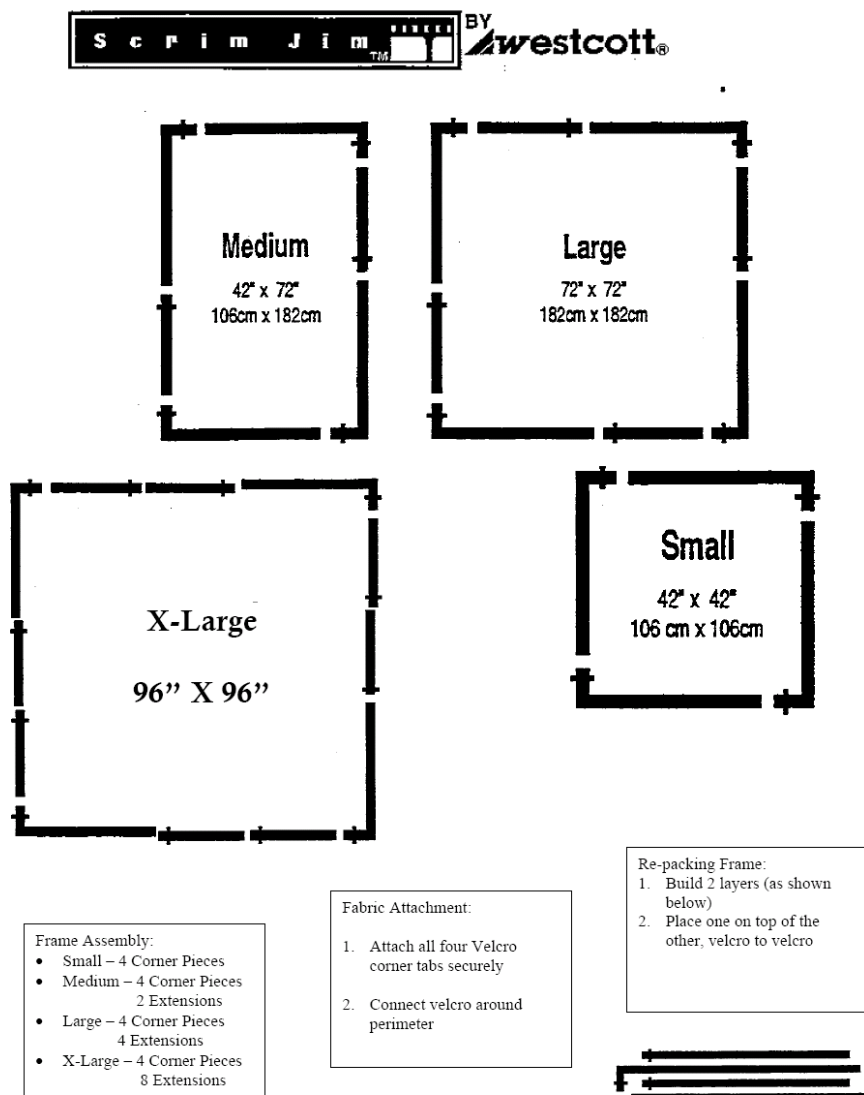 Scrim Jim TM BY westcott®
Medium
42" x 72"
106cm x 182cm
Large
72" x 72"
182cm x 182cm
X-Large
96” X 96”
Small
42" x 42"
106 cm x 106cm
Frame Assembly:
• Small – 4 Corner Pieces
• Medium – 4 Corner Pieces
2 Extensions
• Large – 4 Corner Pieces
4 Extensions
• X-Large – 4 Corner Pieces
8 Extensions
Fabric Attachment:
1. Attach all four Velcro
corner tabs securely
2. Connect velcro around
perimeter
Re-packing Frame:
1. Build 2 layers (as shown
below)
2. Place one on top of the
other, velcro to velcro